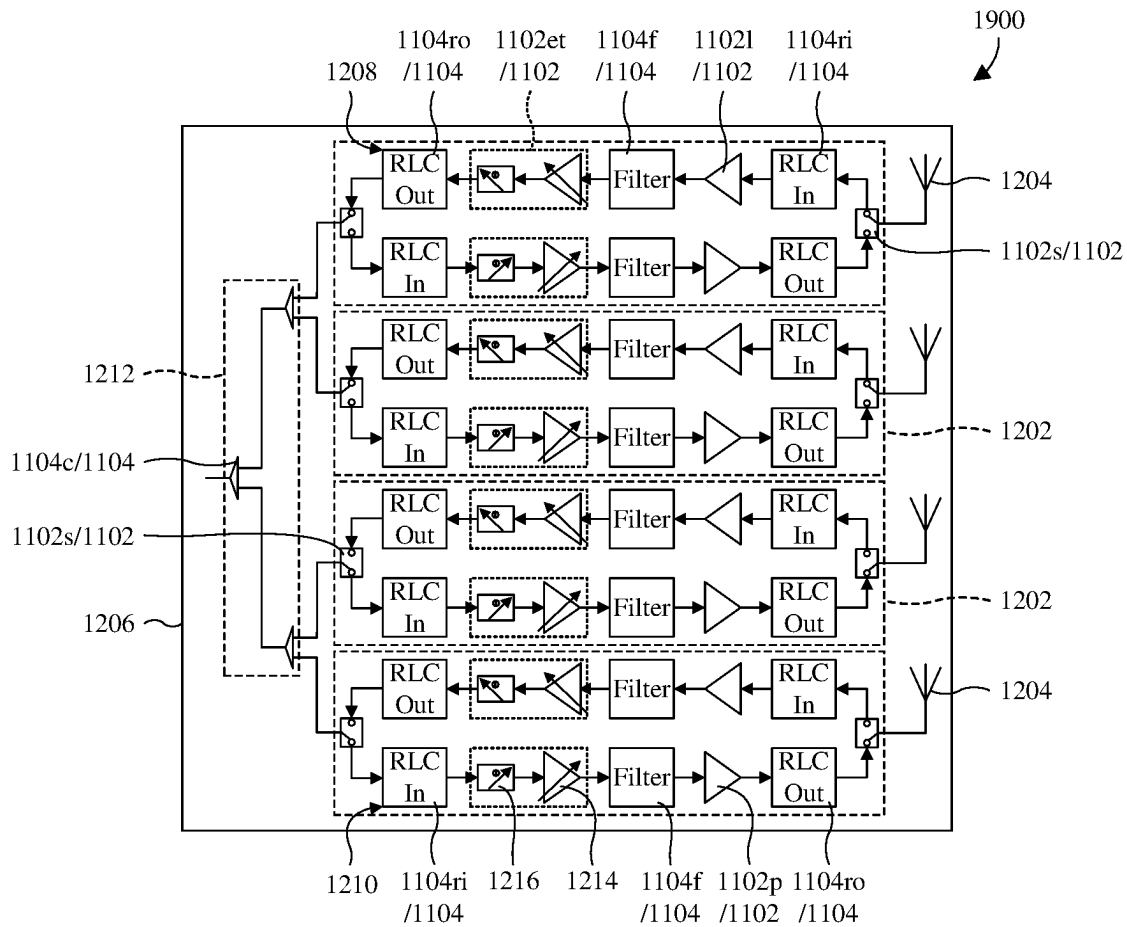 1900
1104ro 1102et 1104f 1102l 1104ri
1208 /1104 /1102 /1104 /1102 /1104
RLC Out Filter RLC In
1204
1102s/1102
RLC In Filter RLC Out
1212
RLC Out Filter RLC In
RLC In Filter RLC Out
1202
1104c/1104
RLC Out Filter RLC In
1102s/1102
RLC In Filter RLC Out
1202
1206
RLC Out Filter RLC In
1204
RLC In Filter RLC Out
1210 1104ri 1216 1214 1104f 1102p 1104ro
/1104 /1104 /1102 /1104